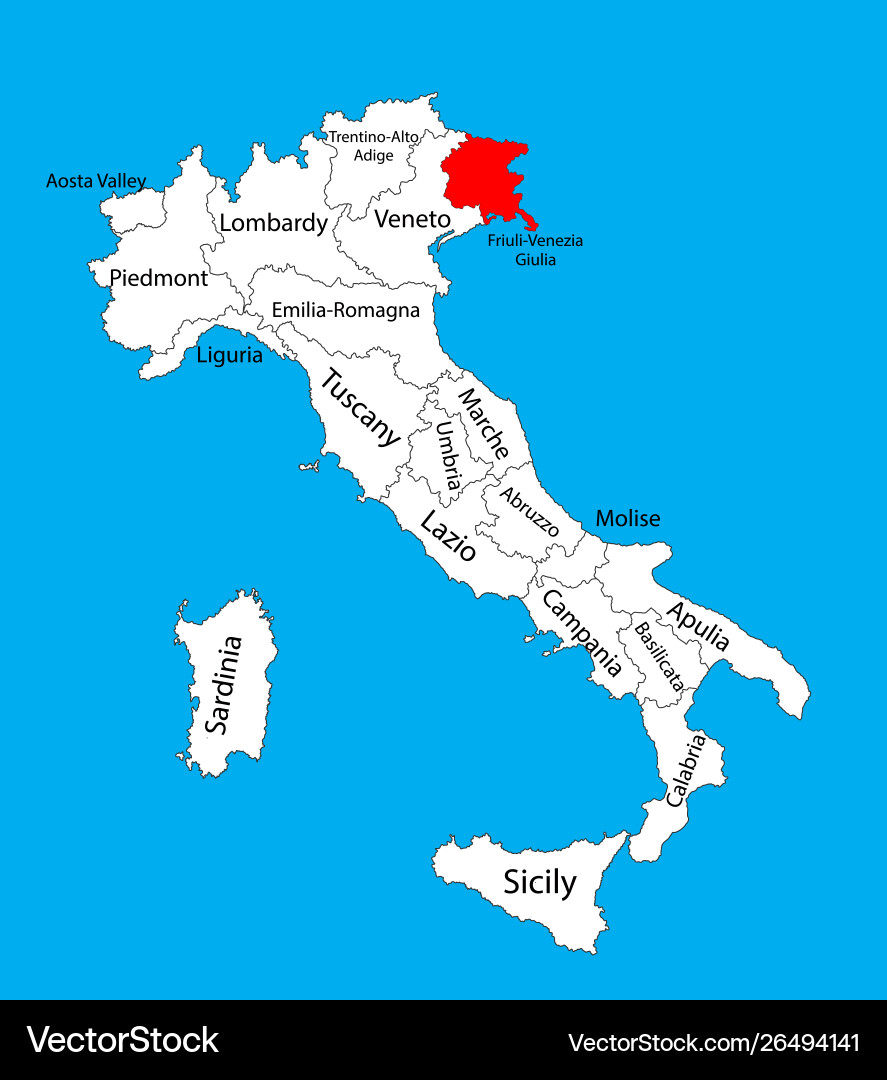 Trentino-Alto
Adige
Aosta Valley
Lombardy
Veneto
Friuli-Venezia
Giulia
Piedmont
Emilia-Romagna
Liguria
Tuscany
Marche
Umbria
Abruzzo
Molise
Lazio
Campania
Apulia
Basilicata
Sardinia
Calabria
Sicily
VectorStock
VectorStock.com/26494141